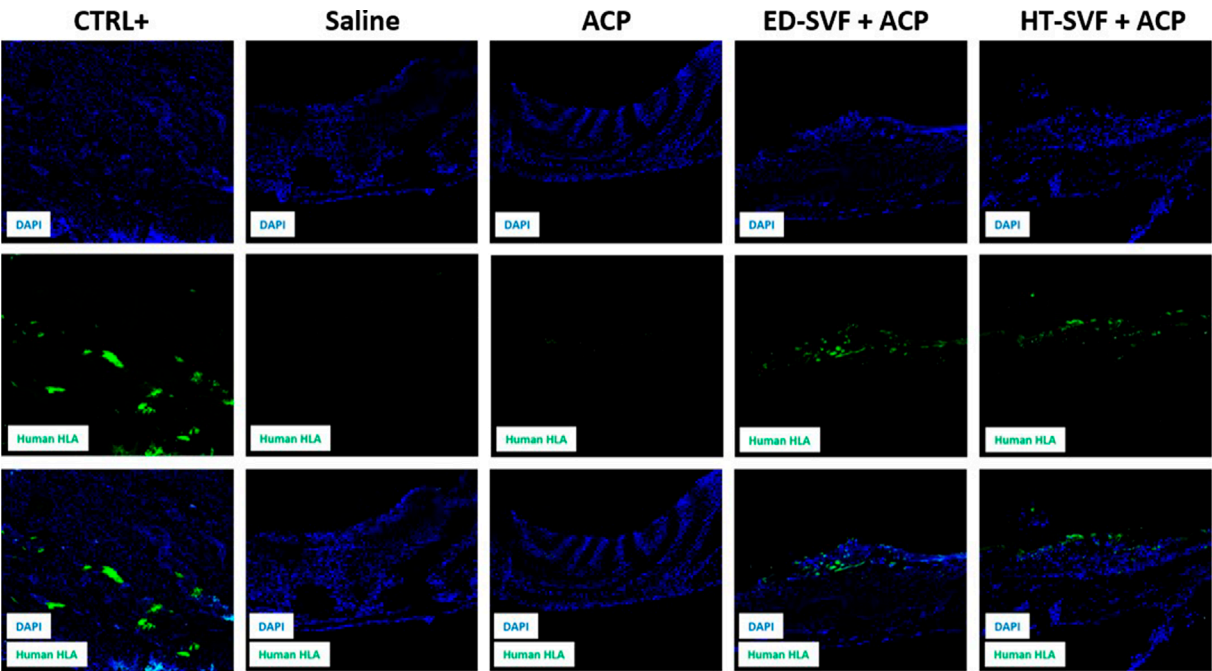 CTRL+ Saline ACP ED-SVF + ACP HT-SVF + ACP
DAPI DAPI DAPI DAPI DAPI
Human HLA Human HLA Human HLA Human HLA Human HLA
DAPI DAPI DAPI DAPI DAPI
Human HLA Human HLA Human HLA Human HLA Human HLA